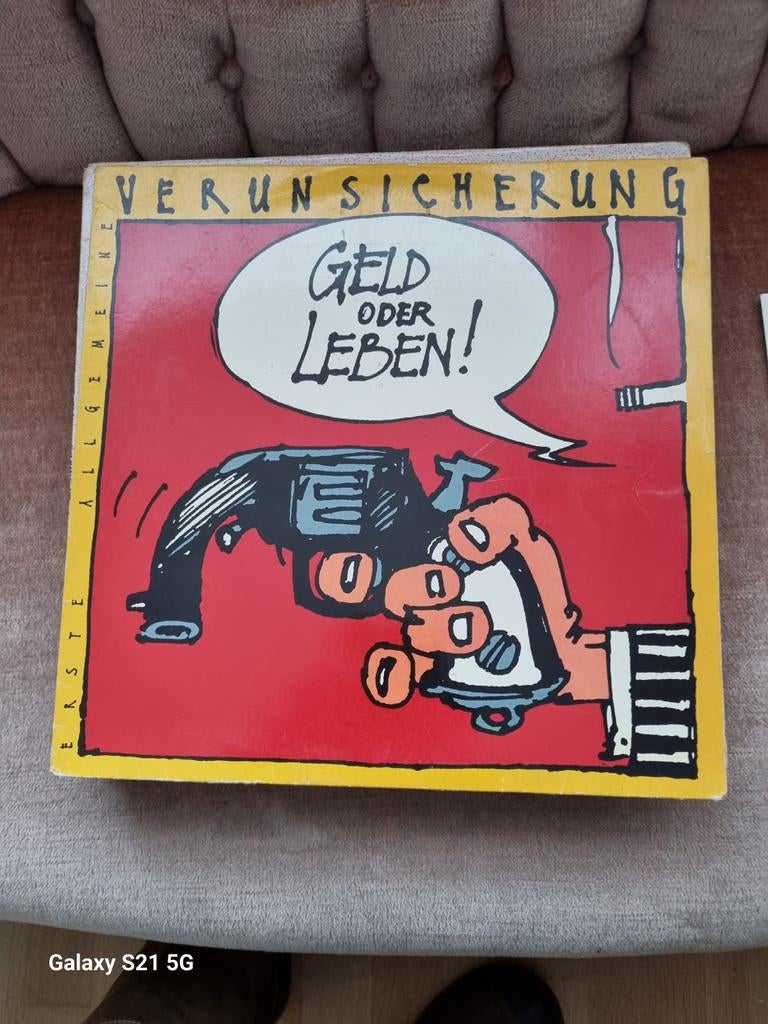 ERSTE ALLGEMEINE
VERUNSICHERUNG
GELD
ODER
LEBEN!
Galaxy S21 5G